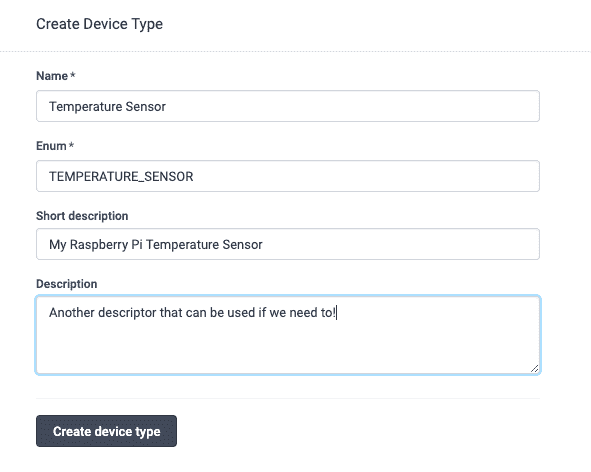 Create Device Type
Name *
Temperature Sensor
Enum *
TEMPERATURE_SENSOR
Short description
My Raspberry Pi Temperature Sensor
Description
Another descriptor that can be used if we need to!
Create device type